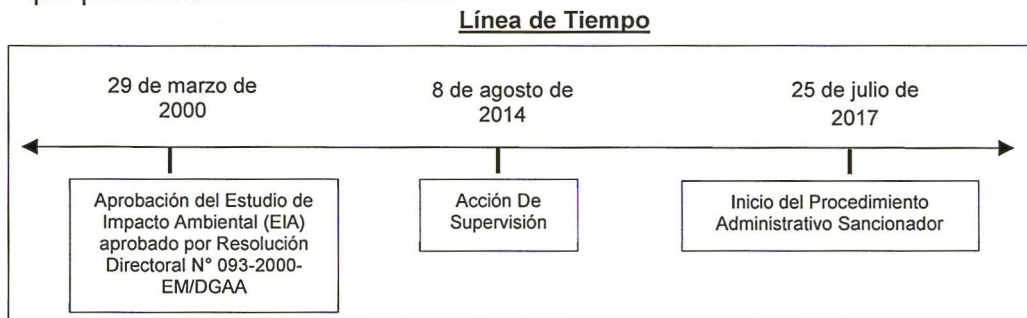 Línea de Tiempo
29 de marzo de
2000
8 de agosto de
2014
25 de julio de
2017
Aprobación del Estudio de
Impacto Ambiental (EIA)
aprobado por Resolución
Directoral N° 093-2000-
EM/DGAA
Acción De
Supervisión
Inicio del Procedimiento
Administrativo Sancionador